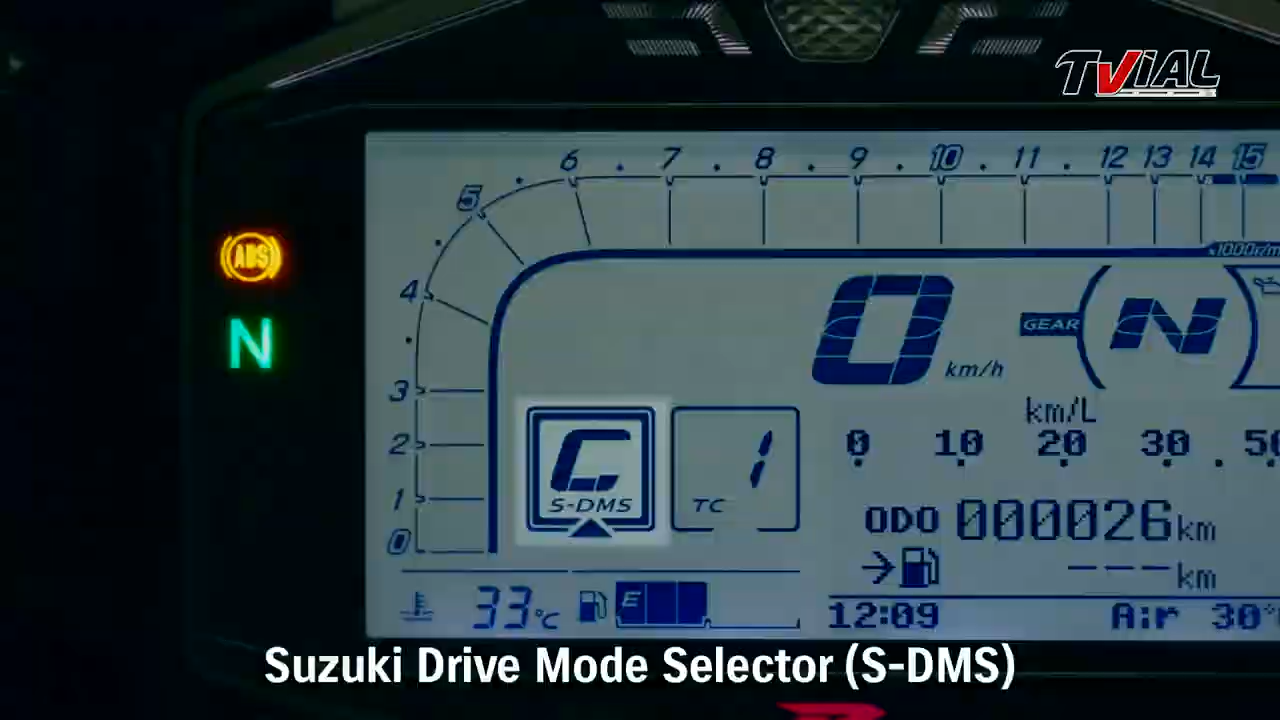 TVIAL
6 7 8 9 10 11 12 13 14 15
5
x1000r/m
ABS
4
GEAR N
N
0 km/h
3
km/L
2
C
S-DMS
TC 1
0 10 20 30 50
1
ODO 000026 km
0
--- km
33°C
E
12:09
Air 30°
Suzuki Drive Mode Selector (S-DMS)